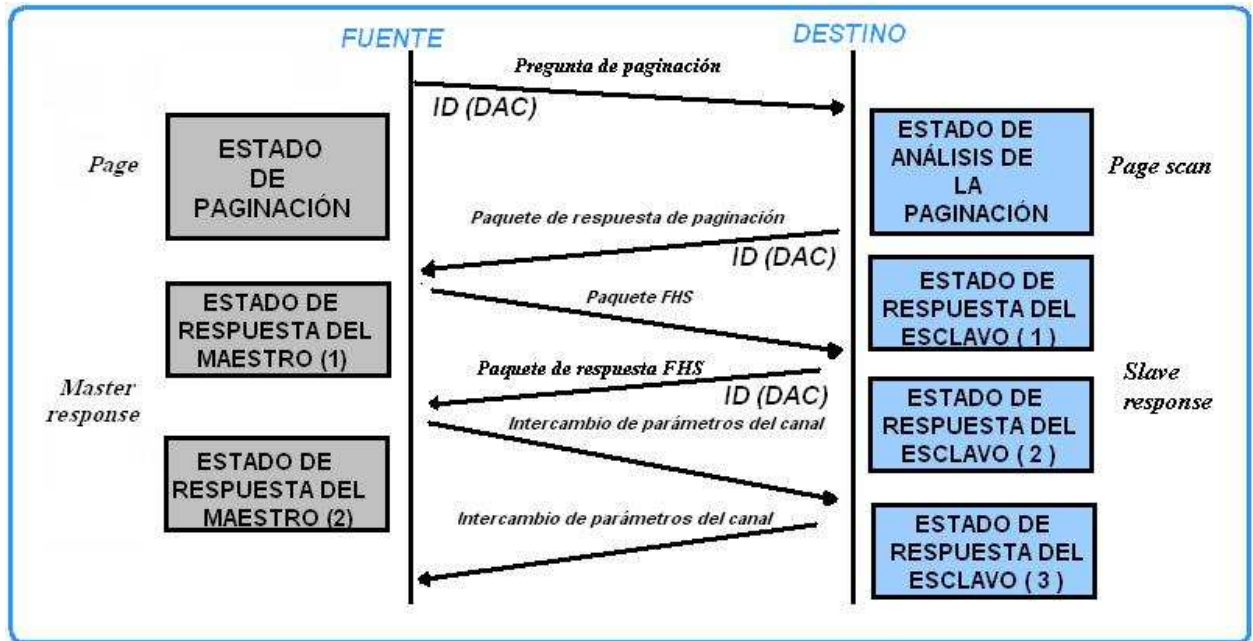 FUENTE
DESTINO
Pregunta de paginación
ID (DAC)
Page
ESTADO
DE
PAGINACIÓN
ESTADO DE
ANÁLISIS DE
LA
PAGINACIÓN
Page scan
Paquete de respuesta de paginación
ID (DAC)
Paquete FHS
ESTADO DE
RESPUESTA DEL
MAESTRO (1)
ESTADO DE
RESPUESTA DEL
ESCLAVO ( 1 )
Master
response
Paquete de respuesta FHS
ID (DAC)
Intercambio de parámetros del canal
ESTADO DE
RESPUESTA DEL
ESCLAVO ( 2 )
Slave
response
ESTADO DE
RESPUESTA DEL
MAESTRO (2)
Intercambio de parámetros del canal
ESTADO DE
RESPUESTA DEL
ESCLAVO ( 3 )